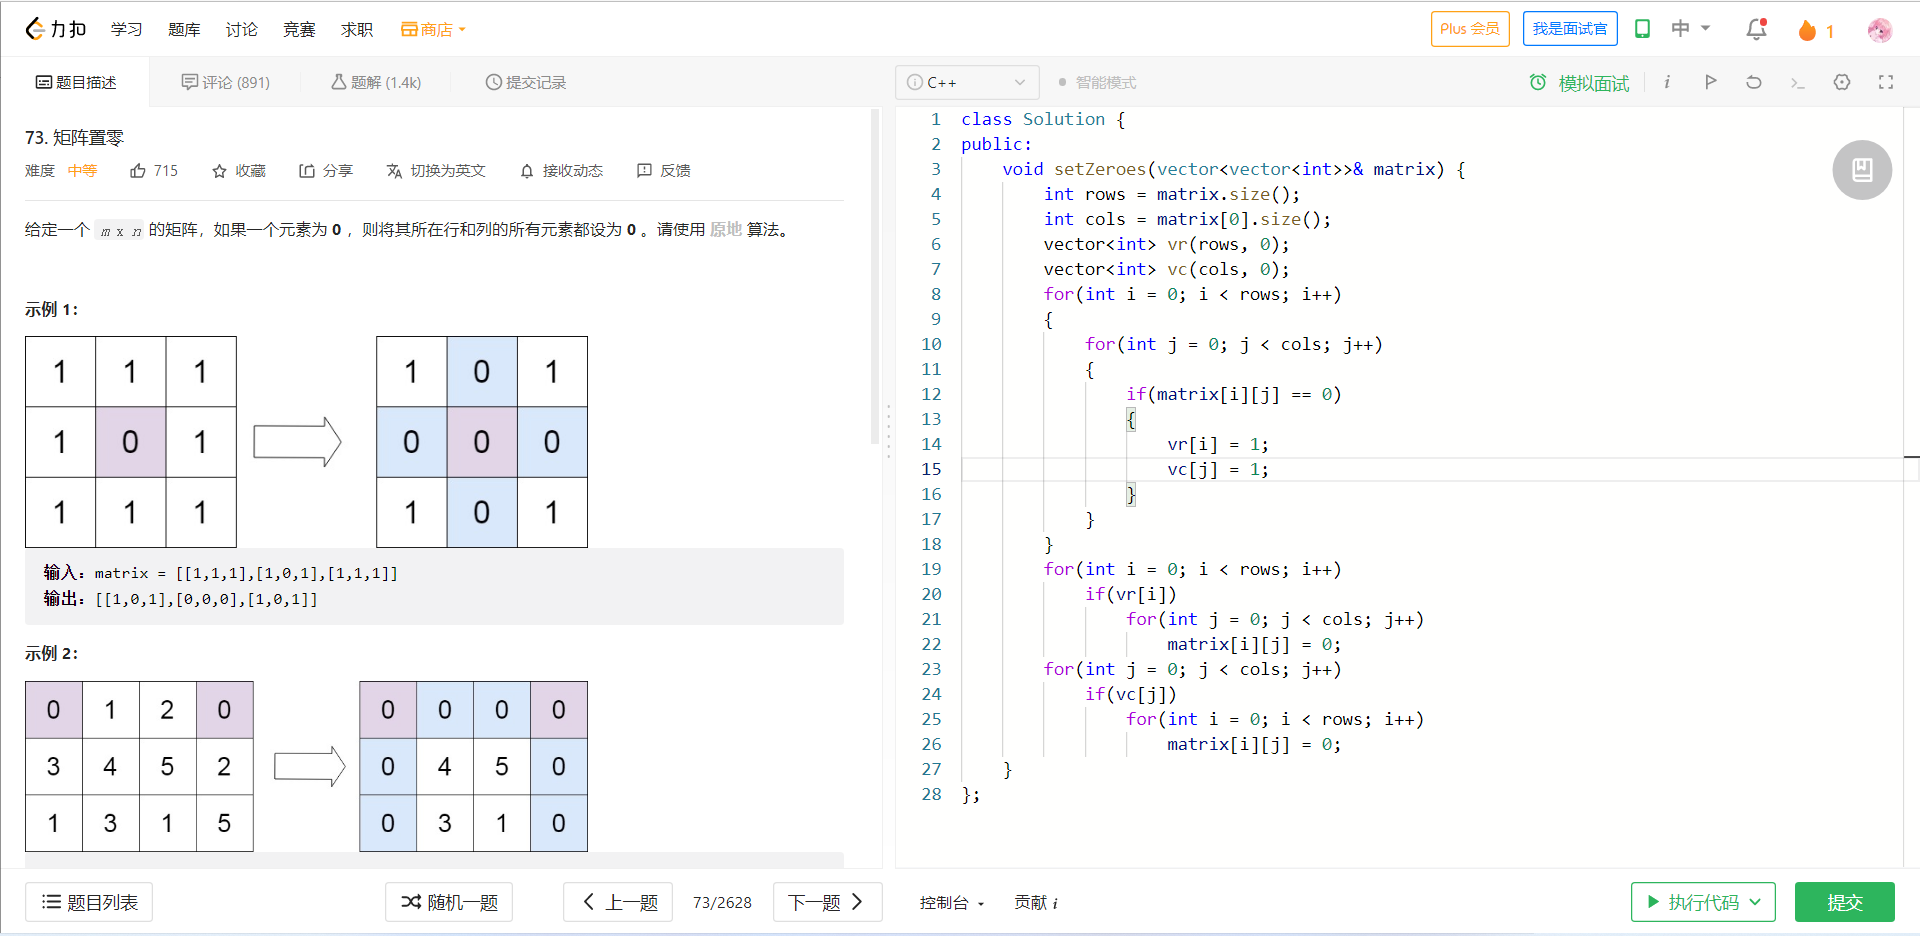 力扣 学习 题库 讨论 竞赛 求职 商店 Plus 会员 我是面试官 中 1
题目描述 评论 (891) 题解 (1.4k) 提交记录
73. 矩阵置零
难度 中等 715 收藏 分享 切换为英文 接收动态 反馈
给定一个 m x n 的矩阵，如果一个元素为 0 ，则将其所在行和列的所有元素都设为 0 。请使用 原地 算法。
示例 1：
1 1 1 1 0 1
1 0 1 0 0 0
1 1 1 1 0 1
输入：matrix = [[1,1,1],[1,0,1],[1,1,1]]
输出：[[1,0,1],[0,0,0],[1,0,1]]
示例 2：
0 1 2 0 0 0 0 0
3 4 5 2 0 4 5 0
1 3 1 5 0 3 1 0
题目列表 随机一题 上一题 73/2628 下一题
C++ 智能模式 模拟面试
1 class Solution {
2 public:
3 void setZeroes(vector<vector<int>>& matrix) {
4 int rows = matrix.size();
5 int cols = matrix[0].size();
6 vector<int> vr(rows, 0);
7 vector<int> vc(cols, 0);
8 for(int i = 0; i < rows; i++)
9 {
10 for(int j = 0; j < cols; j++)
11 {
12 if(matrix[i][j] == 0)
13 {
14 vr[i] = 1;
15 vc[j] = 1;
16 }
17 }
18 }
19 for(int i = 0; i < rows; i++)
20 if(vr[i])
21 for(int j = 0; j < cols; j++)
22 matrix[i][j] = 0;
23 for(int j = 0; j < cols; j++)
24 if(vc[j])
25 for(int i = 0; i < rows; i++)
26 matrix[i][j] = 0;
27 }
28 };
控制台 贡献 i 执行代码 提交